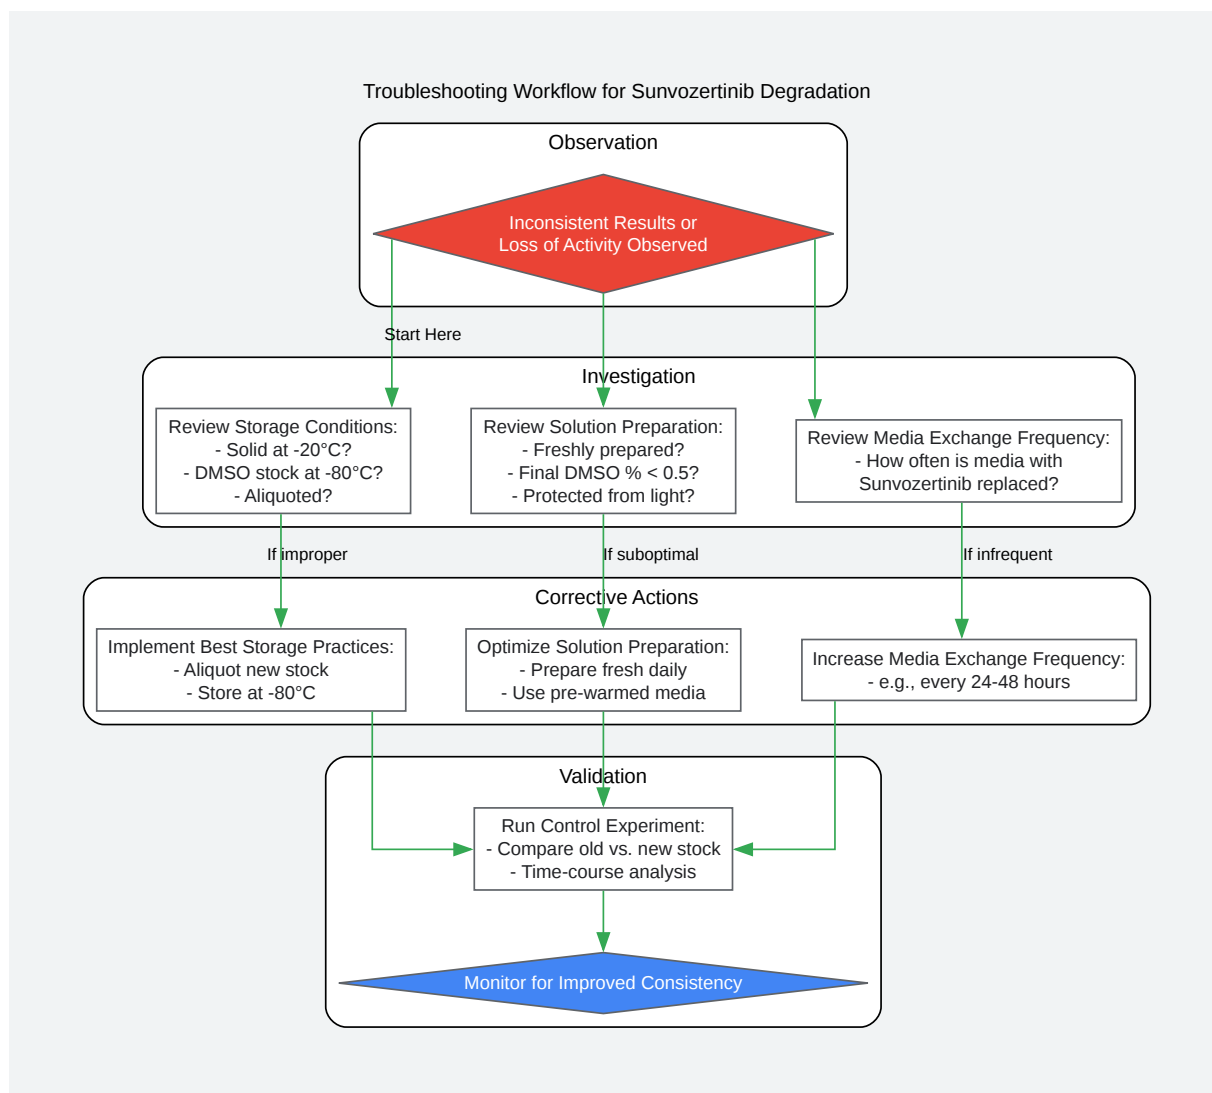 Troubleshooting Workflow for Sunvozertinib Degradation
Observation
Inconsistent Results or
Loss of Activity Observed
Start Here
Investigation
Review Storage Conditions:
- Solid at -20°C?
- DMSO stock at -80°C?
- Aliquoted?
Review Solution Preparation:
- Freshly prepared?
- Final DMSO % < 0.5?
- Protected from light?
Review Media Exchange Frequency:
- How often is media with
Sunvozertinib replaced?
If improper
If suboptimal
If infrequent
Corrective Actions
Implement Best Storage Practices:
- Aliquot new stock
- Store at -80°C
Optimize Solution Preparation:
- Prepare fresh daily
- Use pre-warmed media
Increase Media Exchange Frequency:
- e.g., every 24-48 hours
Validation
Run Control Experiment:
- Compare old vs. new stock
- Time-course analysis
Monitor for Improved Consistency